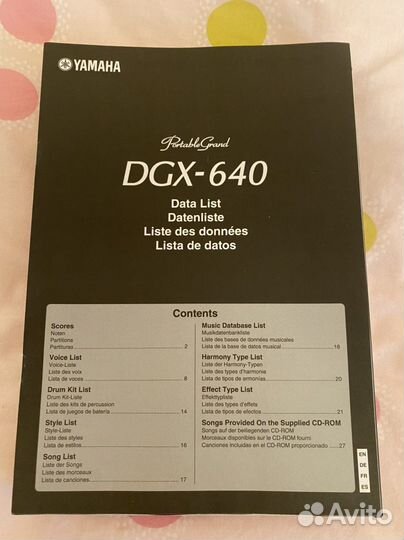 YAMAHA
Portable Grand
DGX-640
Data List
Datenliste
Liste des données
Lista de datos
Contents
Scores
Noten
Partitions
Partituras 2
Voice List
Voice-Liste
Liste des voix
Lista de voces 8
Drum Kit List
Drum Kit-Liste
Liste des kits de percussion
Lista de juegos de batería 14
Style List
Style-Liste
Liste des styles
Lista de estilos 16
Song List
Liste der Songs
Liste des morceaux
Lista de canciones 17
Music Database List
Musikdatenbankliste
Liste des bases de données musicales
Lista de la base de datos musical 18
Harmony Type List
Liste der Harmony-Typen
Liste des types d'harmonie
Lista de tipos de armonías 20
Effect Type List
Effekttypliste
Liste des types d'effets
Lista de tipos de efectos 21
Songs Provided On the Supplied CD-ROM
Songs auf der beiliegenden CD-ROM
Morceaux disponibles sur le CD-ROM fourni
Canciones incluidas en el CD-ROM proporcionado 27
EN
DE
FR
ES
Avito